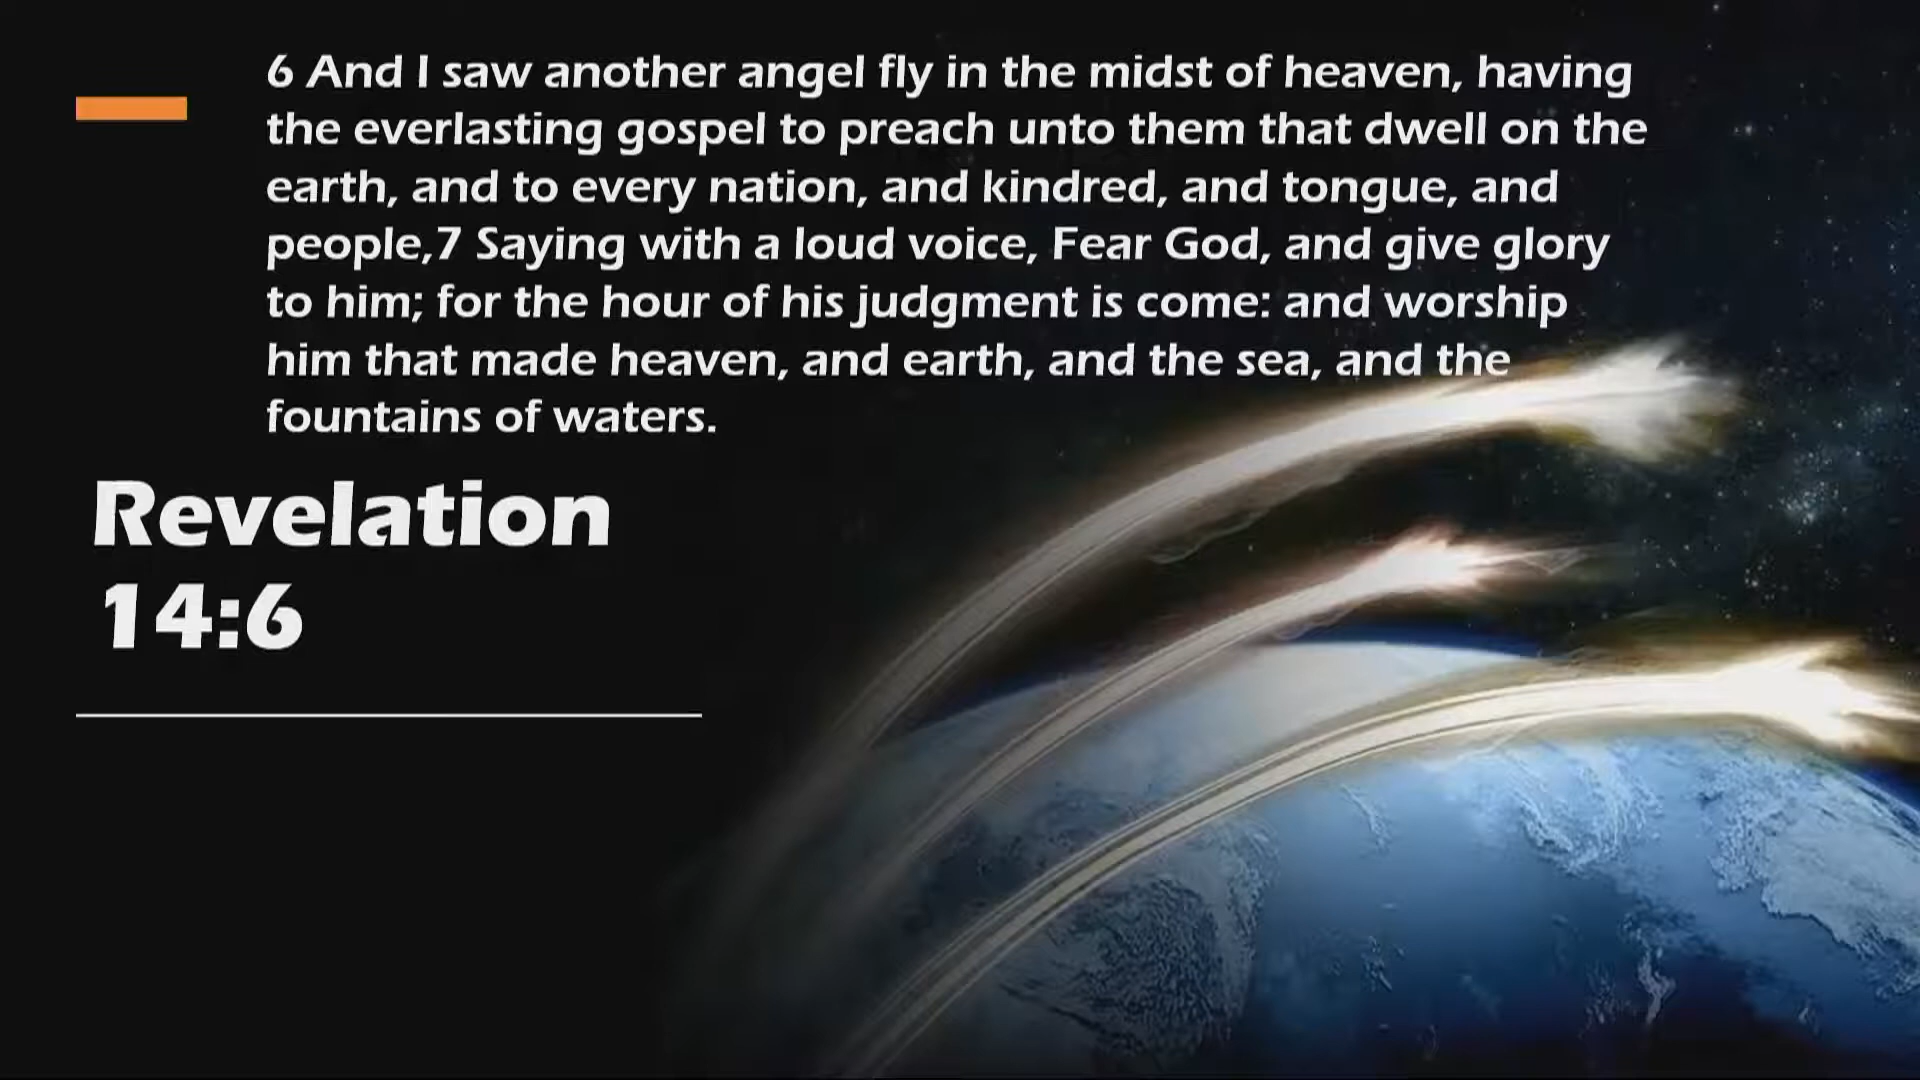 6 And I saw another angel fly in the midst of heaven, having
the everlasting gospel to preach unto them that dwell on the
earth, and to every nation, and kindred, and tongue, and
people,7 Saying with a loud voice, Fear God, and give glory
to him; for the hour of his judgment is come: and worship
him that made heaven, and earth, and the sea, and the
fountains of waters.
Revelation
14:6